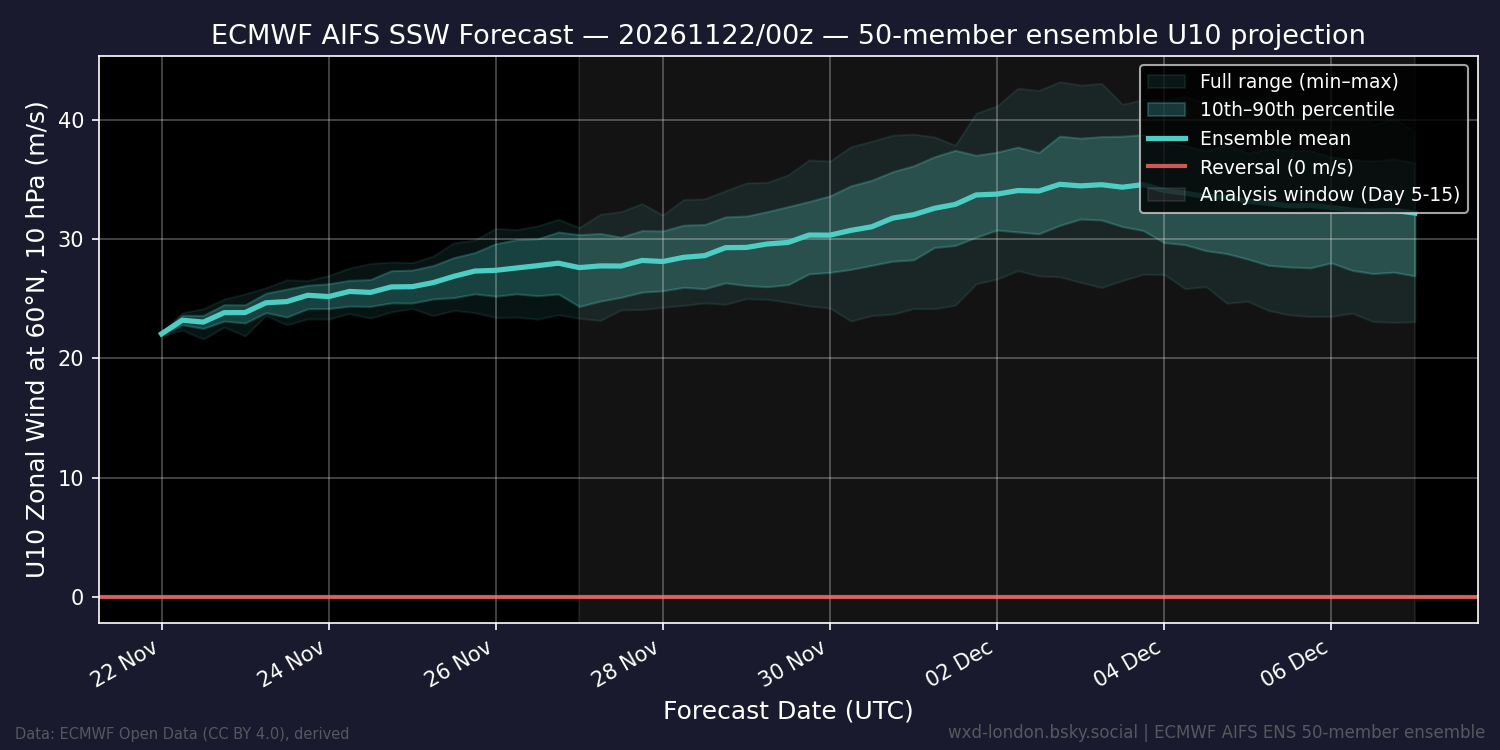 ECMWF AIFS SSW Forecast — 20261122/00z — 50-member ensemble U10 projection
Full range (min–max)
10th–90th percentile
Ensemble mean
Reversal (0 m/s)
Analysis window (Day 5-15)
U10 Zonal Wind at 60°N, 10 hPa (m/s)
40
30
20
10
0
22 Nov
24 Nov
26 Nov
28 Nov
30 Nov
02 Dec
04 Dec
06 Dec
Forecast Date (UTC)
Data: ECMWF Open Data (CC BY 4.0), derived
wxd-london.bsky.social | ECMWF AIFS ENS 50-member ensemble